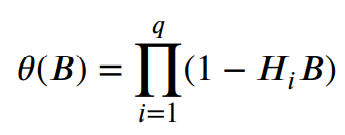 θ(B) = ∏_{i=1}^{q} (1 − H_i B)